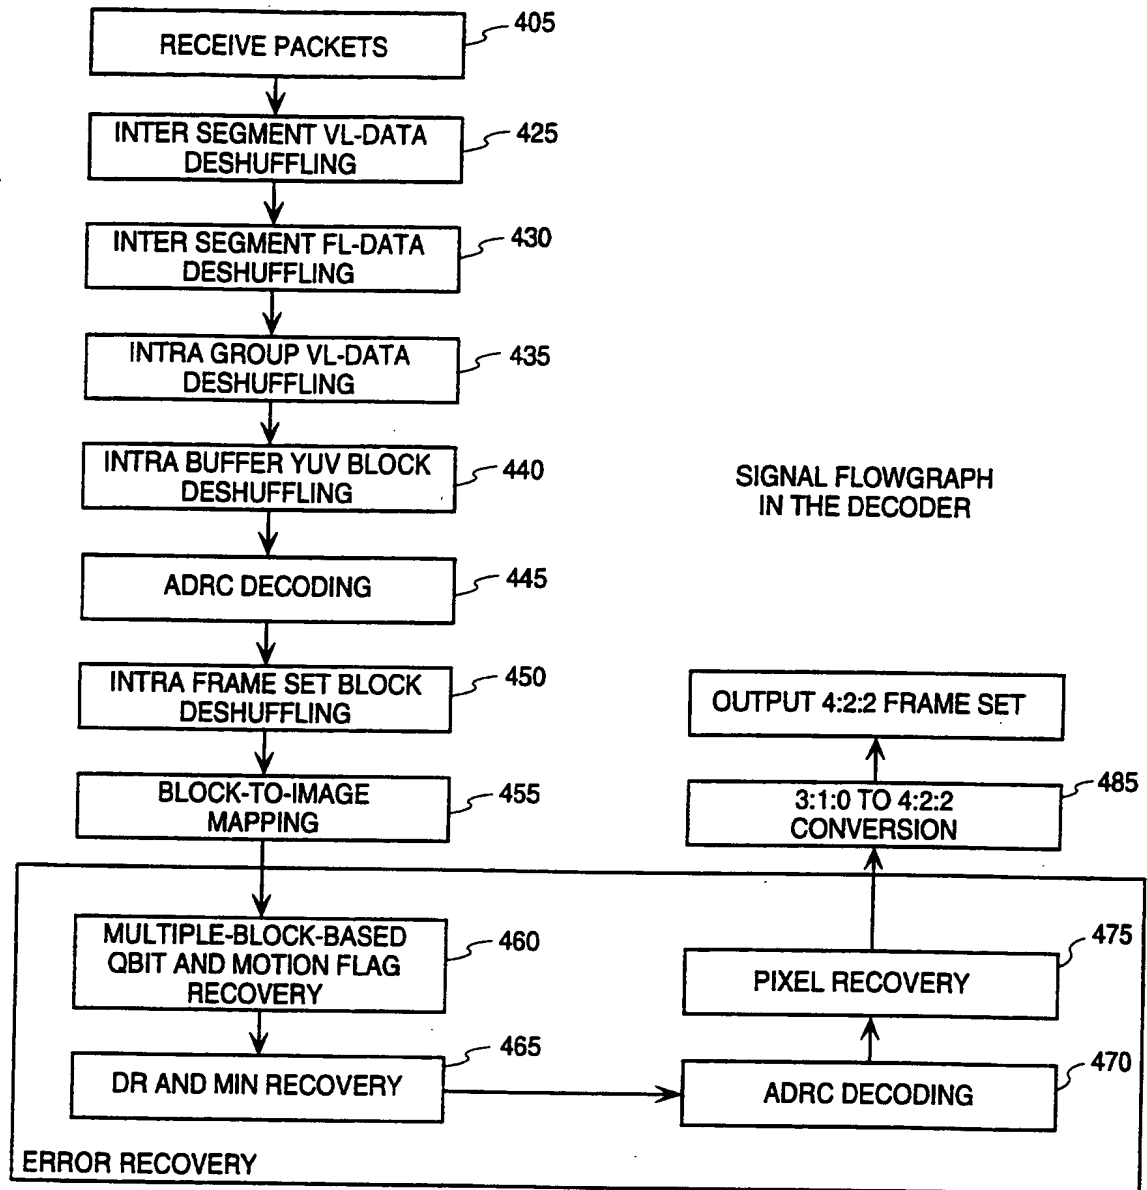 RECEIVE PACKETS
405
INTER SEGMENT VL-DATA
DESHUFFLING
425
INTER SEGMENT FL-DATA
DESHUFFLING
430
INTRA GROUP VL-DATA
DESHUFFLING
435
INTRA BUFFER YUV BLOCK
DESHUFFLING
440
SIGNAL FLOWGRAPH
IN THE DECODER
ADRC DECODING
445
INTRA FRAME SET BLOCK
DESHUFFLING
450
BLOCK-TO-IMAGE
MAPPING
455
MULTIPLE-BLOCK-BASED
QBIT AND MOTION FLAG
RECOVERY
460
DR AND MIN RECOVERY
465
ADRC DECODING
470
PIXEL RECOVERY
475
3:1:0 TO 4:2:2
CONVERSION
485
OUTPUT 4:2:2 FRAME SET
ERROR RECOVERY